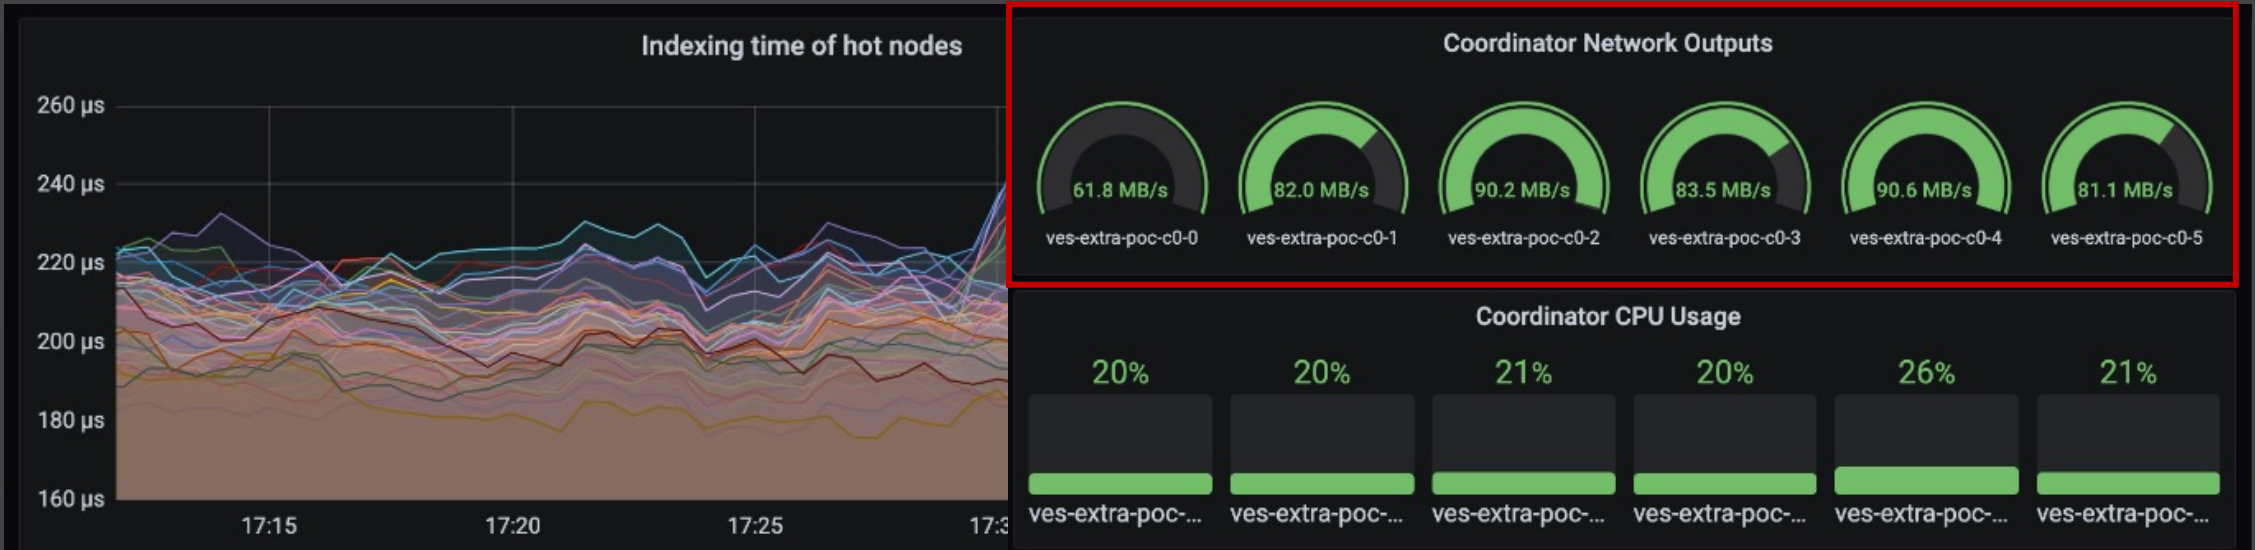 Indexing time of hot nodes
260 µs
240 µs
220 µs
200 µs
180 µs
160 µs
17:15 17:20 17:25 17:3
Coordinator Network Outputs
61.8 MB/s 82.0 MB/s 90.2 MB/s 83.5 MB/s 90.6 MB/s 81.1 MB/s
ves-extra-poc-c0-0 ves-extra-poc-c0-1 ves-extra-poc-c0-2 ves-extra-poc-c0-3 ves-extra-poc-c0-4 ves-extra-poc-c0-5
Coordinator CPU Usage
20% 20% 21% 20% 26% 21%
ves-extra-poc-... ves-extra-poc-... ves-extra-poc-... ves-extra-poc-... ves-extra-poc-... ves-extra-poc-...